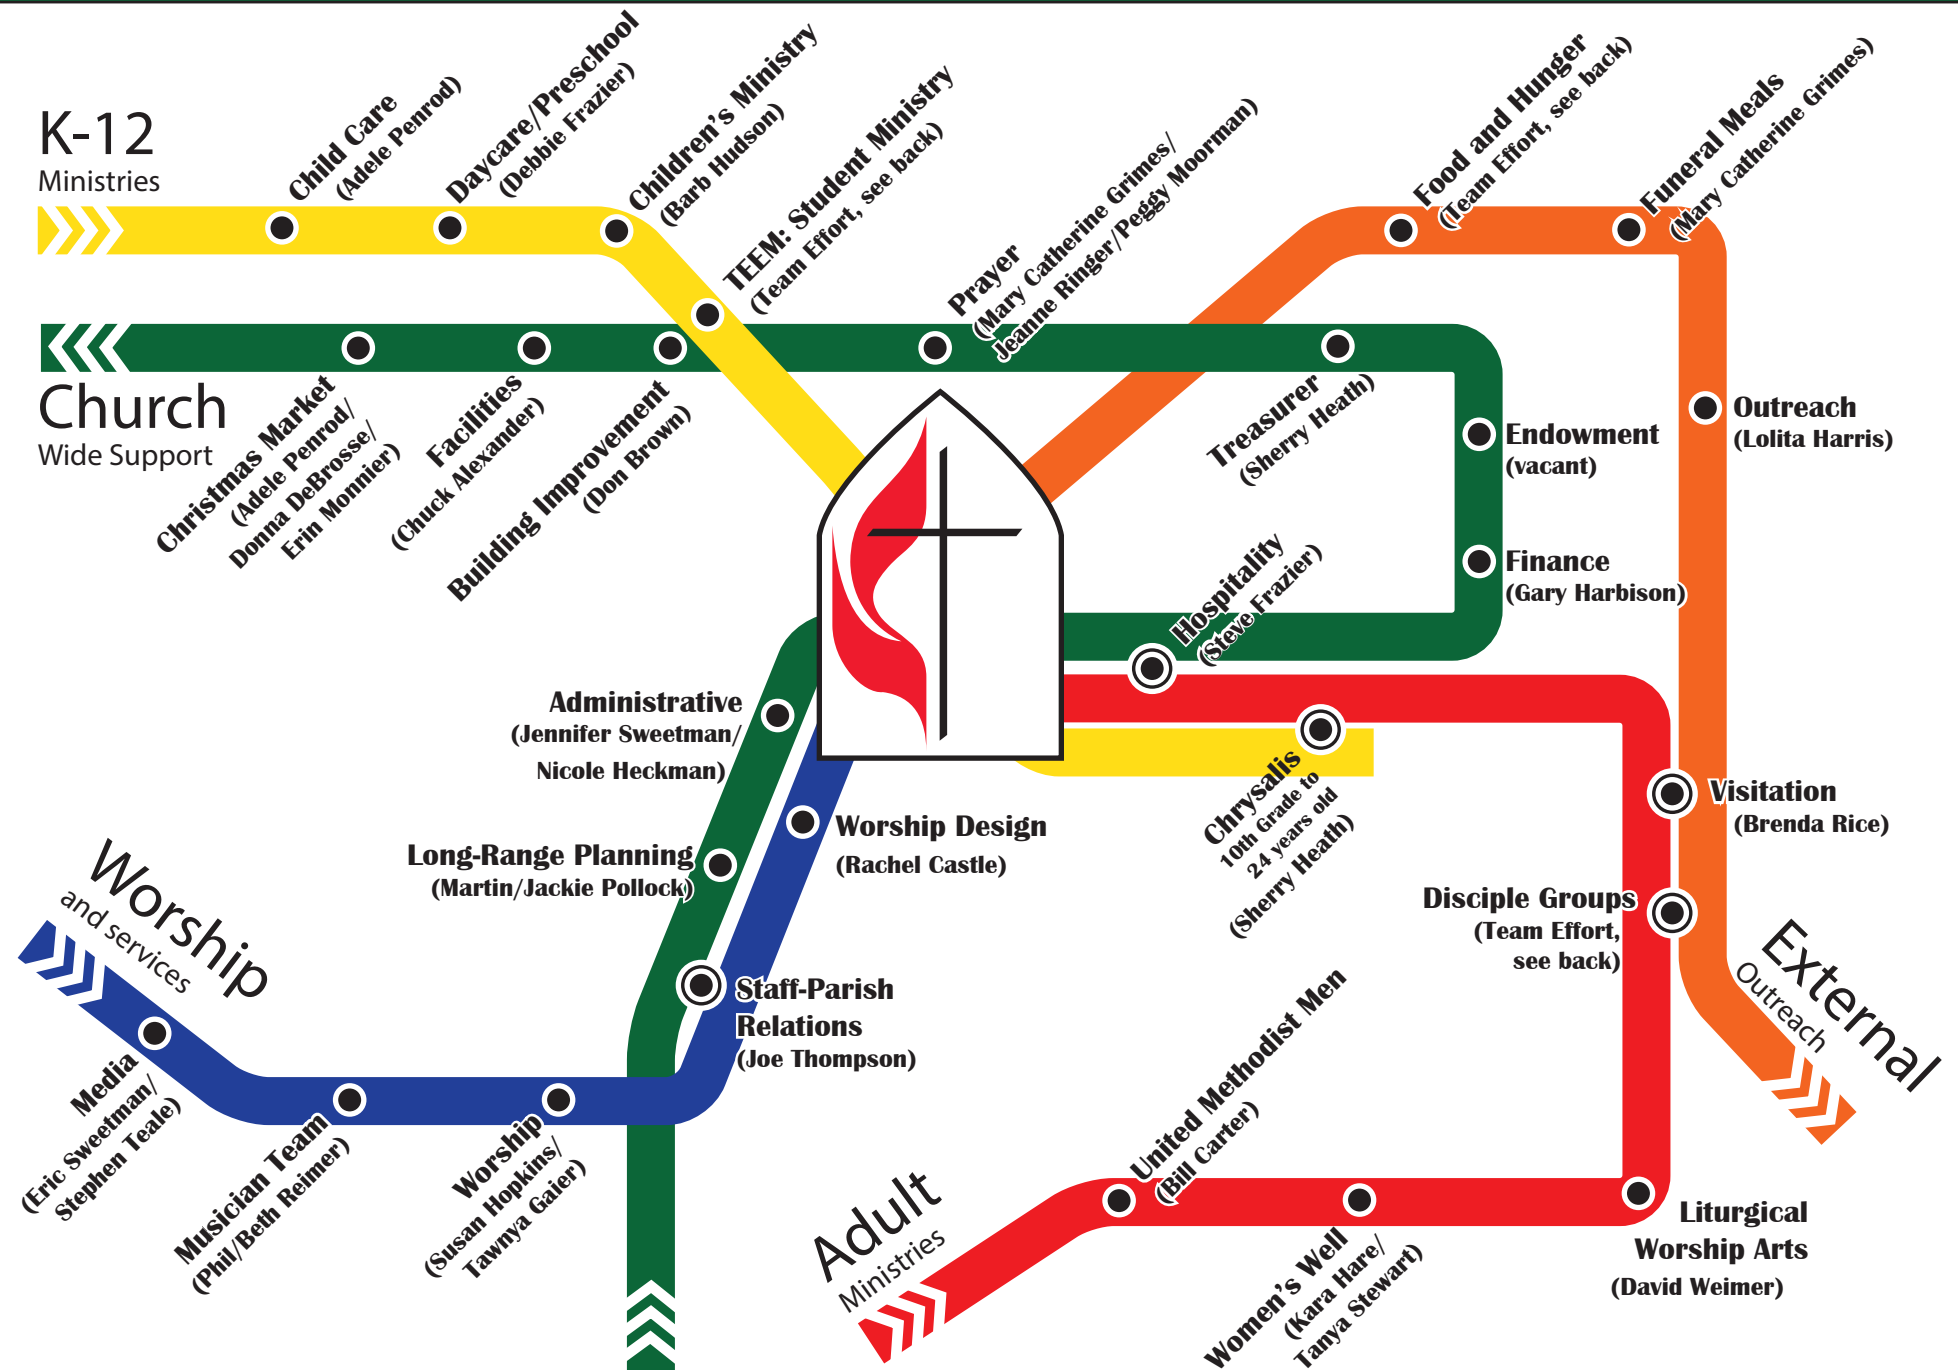 K-12
Ministries
Child Care
(Adele Penrod)
Daycare/Preschool
(Debbie Frazier)
Children's Ministry
(Barb Hudson)
TEEM: Student Ministry
(Team Effort, see back)
Prayer
(Mary Catherine Grimes/
Jeanne Ringer/Peggy Moorman)
Food and Hunger
(Team Effort, see back)
Funeral Meals
(Mary Catherine Grimes)
Church
Wide Support
Christmas Market
(Adele Penrod/
Donna DeBrosse/
Erin Monnier)
Facilities
(Chuck Alexander)
Building Improvement
(Don Brown)
Treasurer
(Sherry Heath)
Endowment
(vacant)
Outreach
(Lolita Harris)
Finance
(Gary Harbison)
Hospitality
(Steve Frazier)
Administrative
(Jennifer Sweetman/
Nicole Heckman)
Worship Design
(Rachel Castle)
Long-Range Planning
(Martin/Jackie Pollock)
Chrysalis
10th Grade to
24 years old
(Sherry Heath)
Visitation
(Brenda Rice)
Disciple Groups
(Team Effort,
see back)
Worship
and services
Staff-Parish
Relations
(Joe Thompson)
External
Outreach
Media
(Eric Sweetman/
Stephen Teale)
Musician Team
(Phil/Beth Reimer)
Worship
(Susan Hopkins/
Tawnya Gaier)
Adult
Ministries
United Methodist Men
(Bill Carter)
Women's Well
(Kara Hare/
Tanya Stewart)
Liturgical
Worship Arts
(David Weimer)